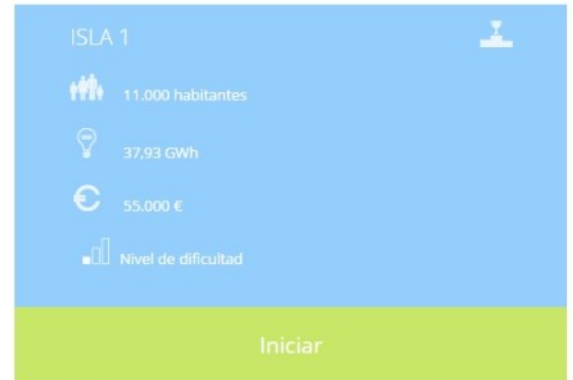 ISLA 1
11.000 habitantes
37,93 GWh
55.000 €
Nivel de dificultad
Iniciar